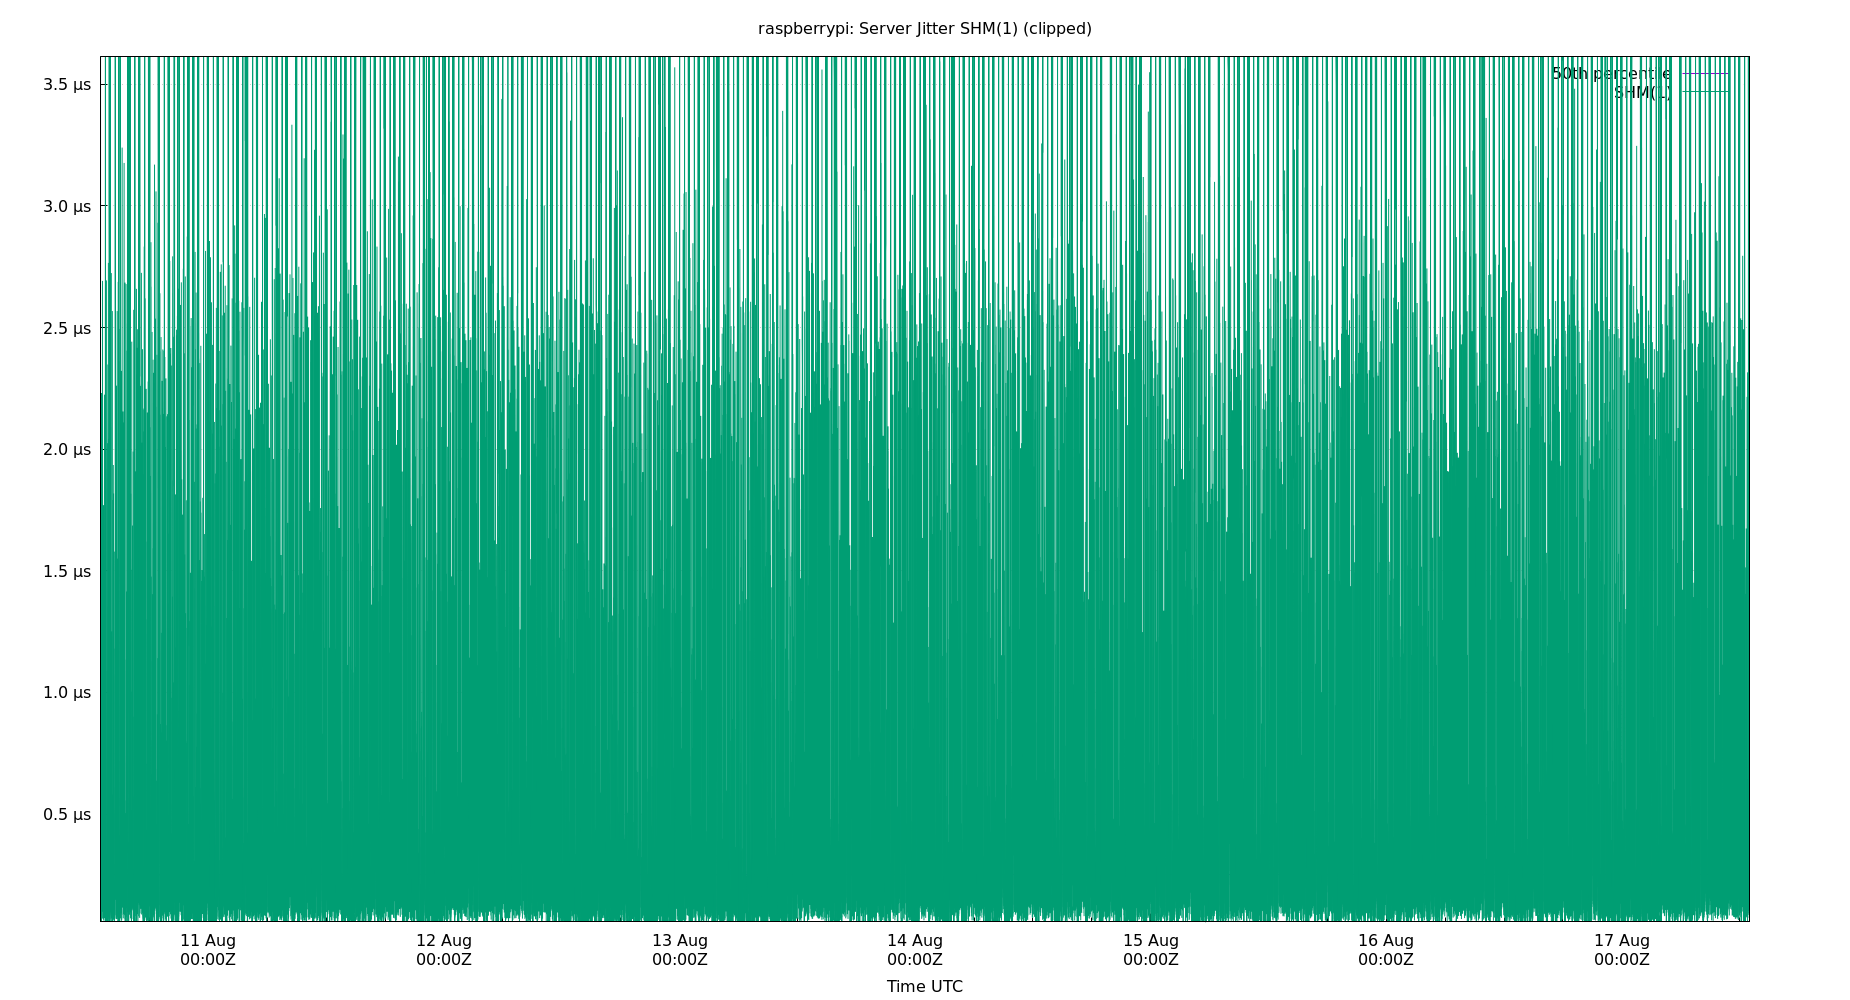 raspberrypi: Server Jitter SHM(1) (clipped)
50th percentile
SHM(1)
3.5 µs
3.0 µs
2.5 µs
2.0 µs
1.5 µs
1.0 µs
0.5 µs
11 Aug 12 Aug 13 Aug 14 Aug 15 Aug 16 Aug 17 Aug
00:00Z 00:00Z 00:00Z 00:00Z 00:00Z 00:00Z 00:00Z
Time UTC